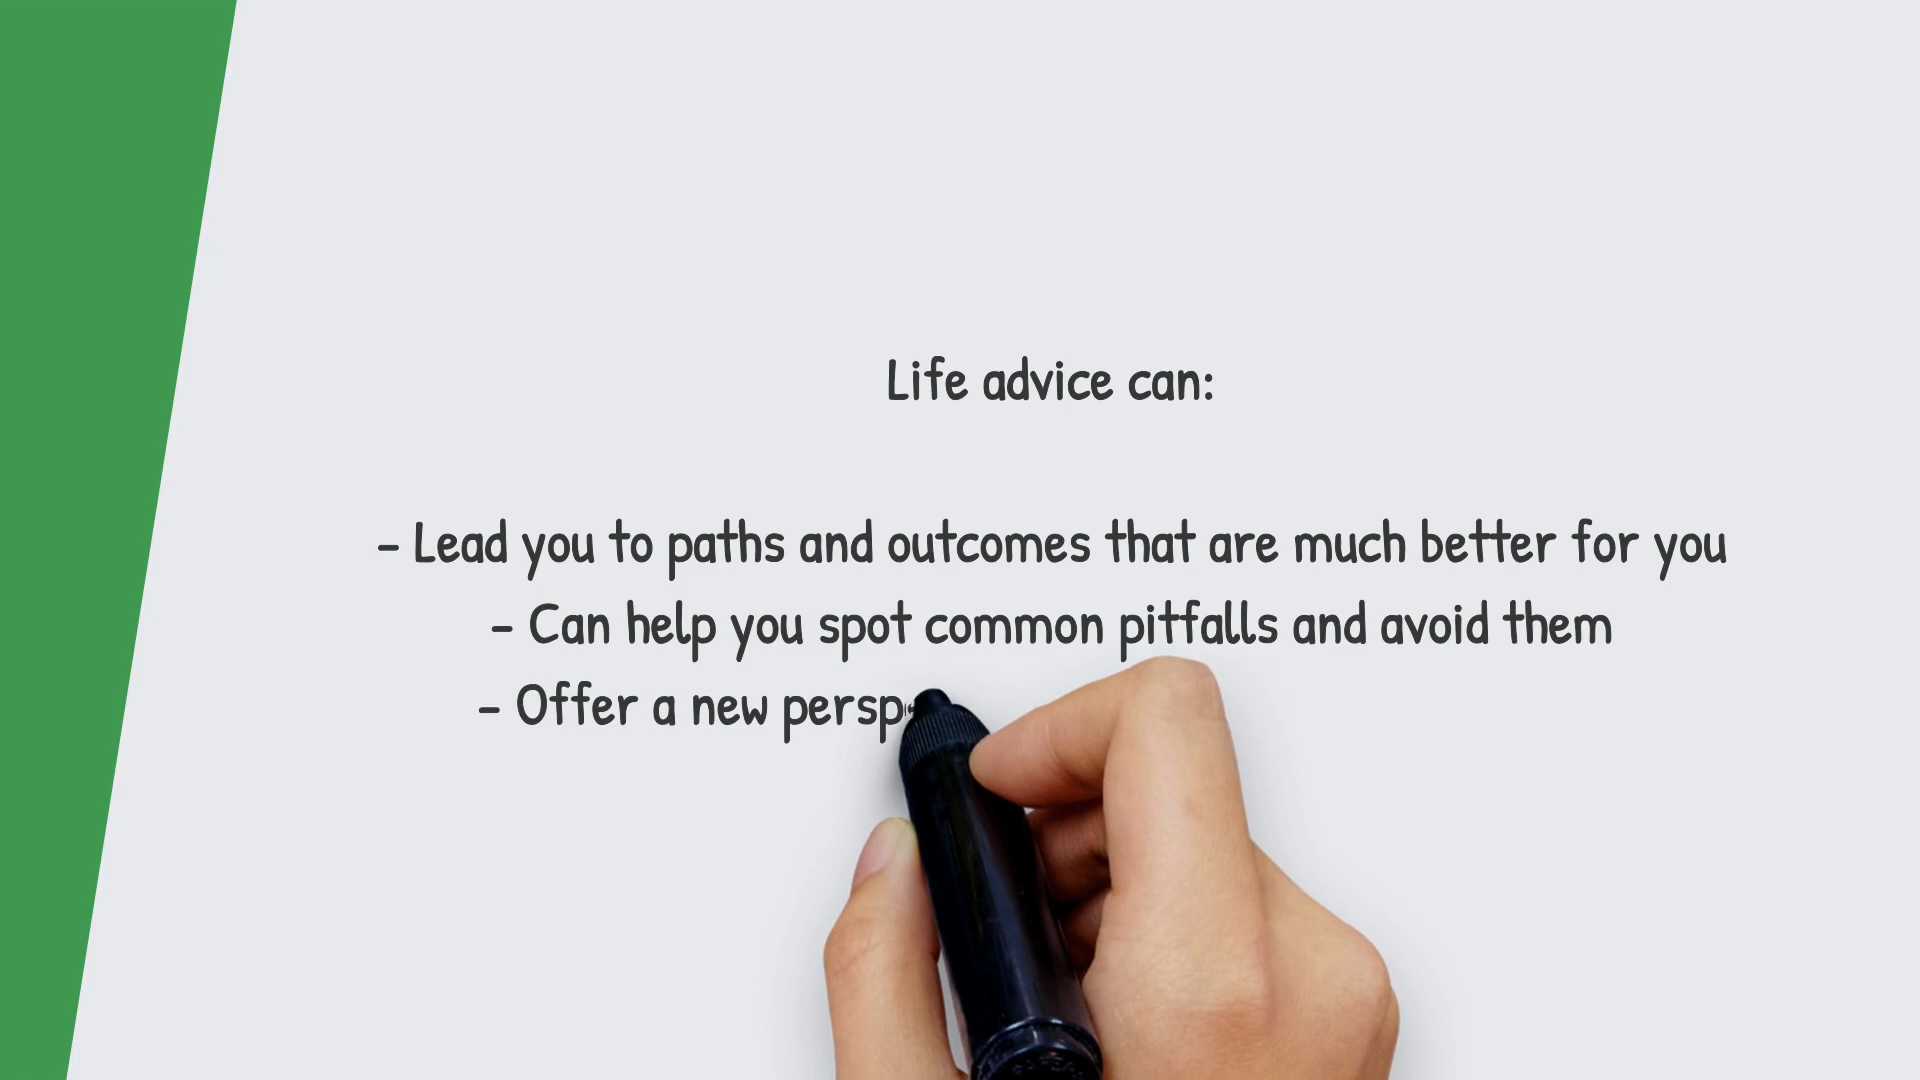 Life advice can:
- Lead you to paths and outcomes that are much better for you
- Can help you spot common pitfalls and avoid them
- Offer a new